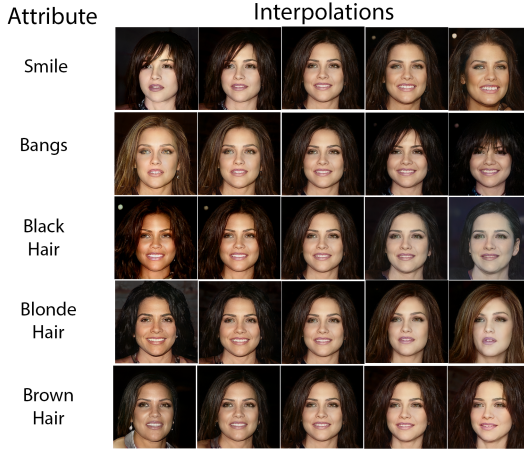 Attribute
Interpolations
Smile
Bangs
Black
Hair
Blonde
Hair
Brown
Hair